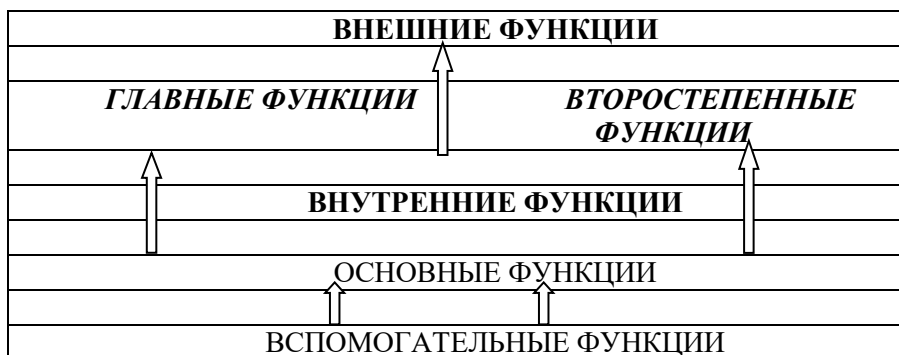 ВНЕШНИЕ ФУНКЦИИ
ГЛАВНЫЕ ФУНКЦИИ
ВТОРОСТЕПЕННЫЕ
ФУНКЦИИ
ВНУТРЕННИЕ ФУНКЦИИ
ОСНОВНЫЕ ФУНКЦИИ
ВСПОМОГАТЕЛЬНЫЕ ФУНКЦИИ